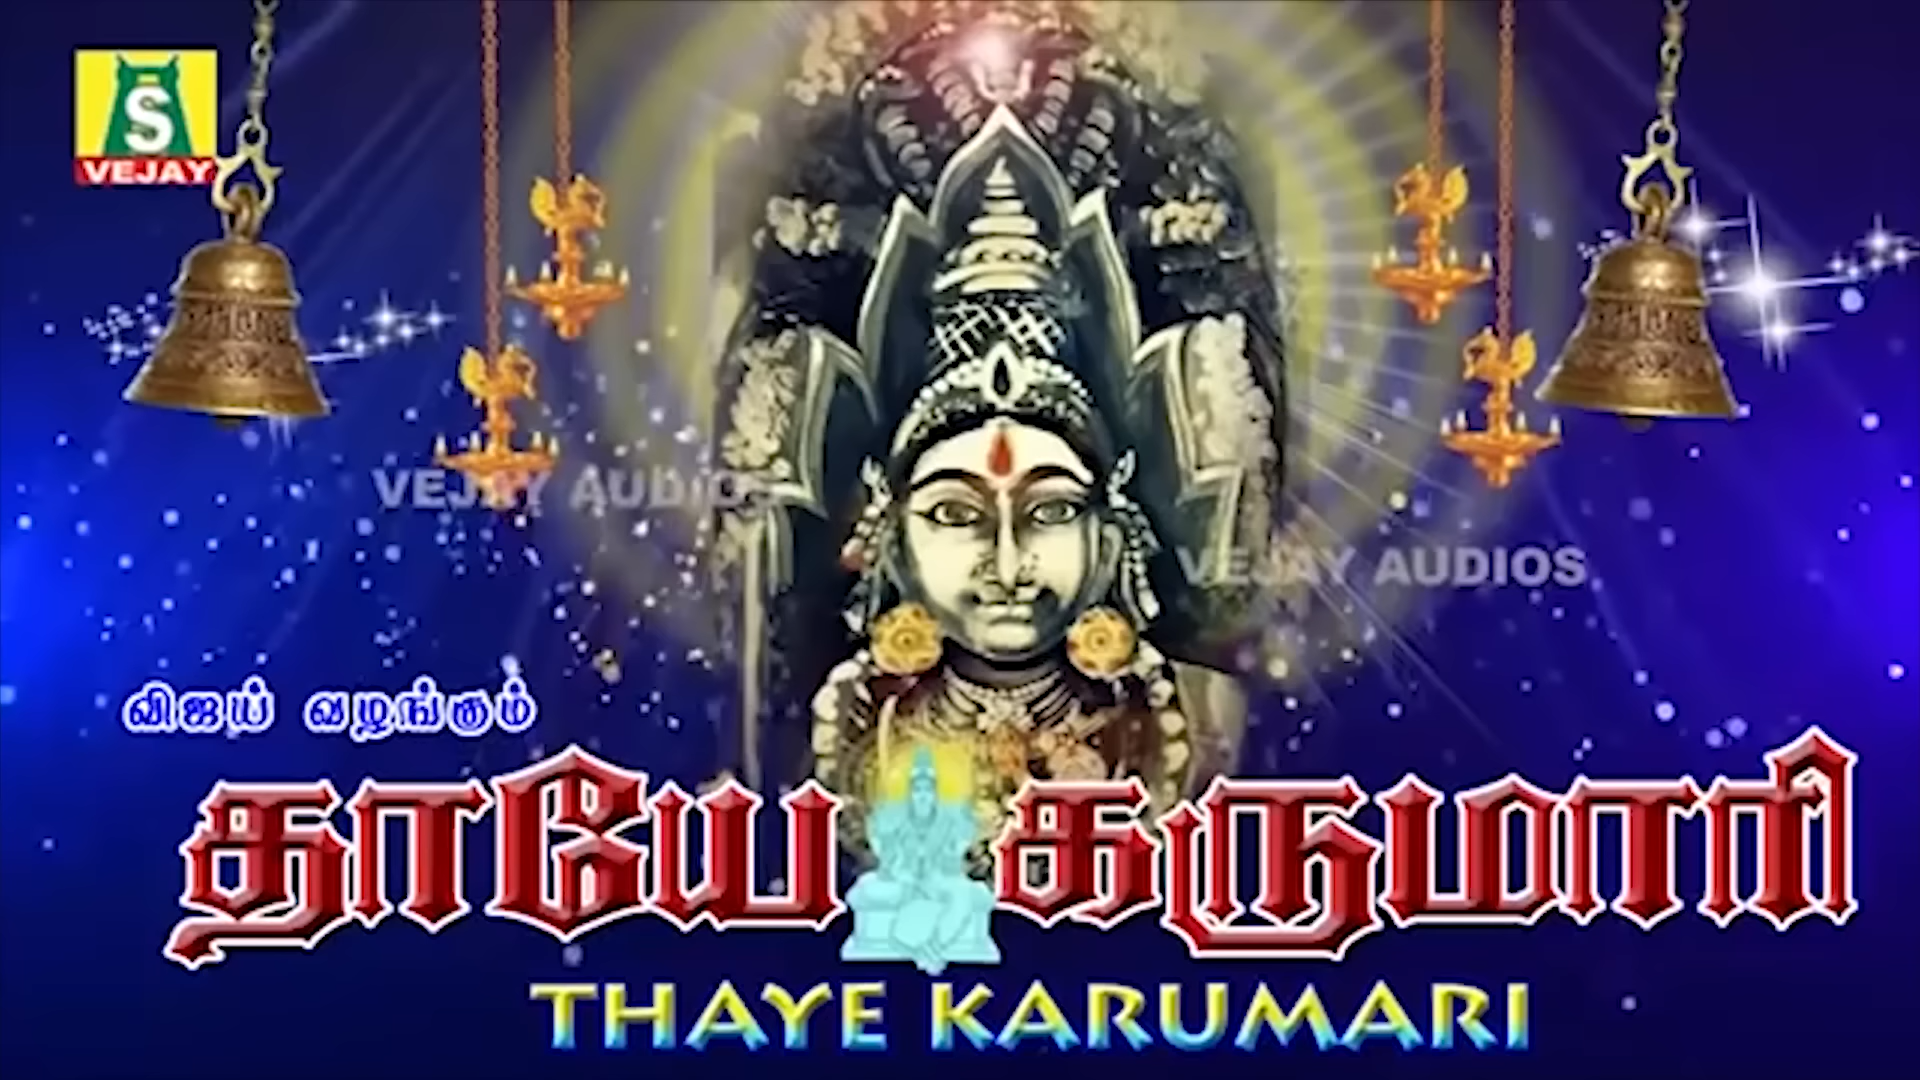 S
VEJAY
VEJAY AUDIOS
VEJAY AUDIOS
விஜய் வழங்கும்
தாயே கருமாரி
THAYE KARUMARI